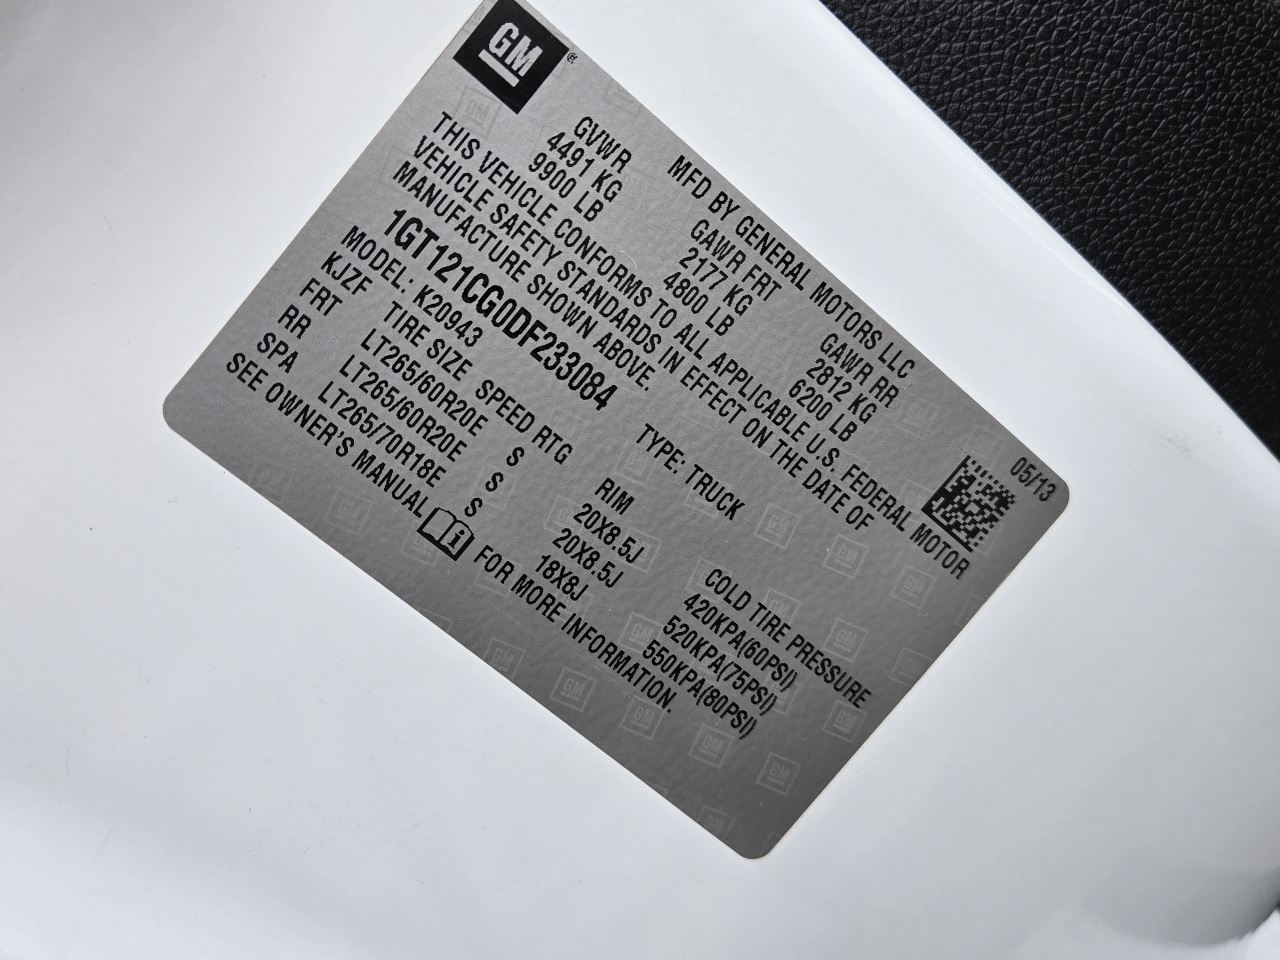 GM
MFD BY GENERAL MOTORS LLC 05/13
GVWR GAWR FRT GAWR RR
4491 KG 2177 KG 2812 KG
9900 LB 4800 LB 6200 LB
THIS VEHICLE CONFORMS TO ALL APPLICABLE U.S. FEDERAL MOTOR
VEHICLE SAFETY STANDARDS IN EFFECT ON THE DATE OF
MANUFACTURE SHOWN ABOVE.
1GT121CG0DF233084 TYPE: TRUCK
MODEL: K20943
KJZF TIRE SIZE SPEED RTG RIM COLD TIRE PRESSURE
FRT LT265/60R20E S 20X8.5J 420KPA(60PSI)
RR LT265/60R20E S 20X8.5J 520KPA(75PSI)
SPA LT265/70R18E S 18X8J 550KPA(80PSI)
SEE OWNER'S MANUAL FOR MORE INFORMATION.